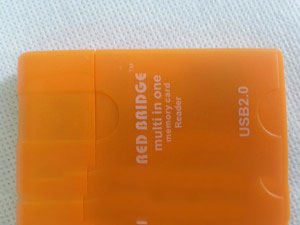 RED BRIDGE™
multi in one
memory card
Reader
USB2.0